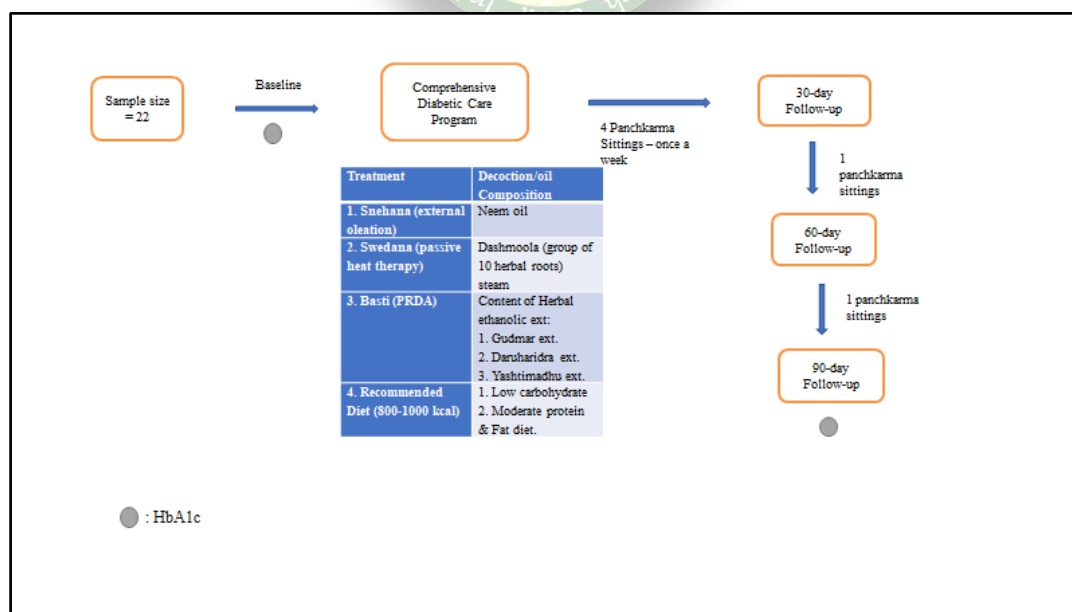 Sample size
= 22
Baseline
Comprehensive
Diabetic Care
Program
4 Panchkarma
Sittings – once a
week
30-day
Follow-up
1
panchkarma
sittings
60-day
Follow-up
1 panchkarma
sittings
90-day
Follow-up
Treatment
Decoction/oil
Composition
1. Snehana (external
oleation)
Neem oil
2. Swedana (passive
heat therapy)
Dashmoola (group of
10 herbal roots)
steam
3. Basti (PRDA)
Content of Herbal
ethanolic ext:
1. Gudmar ext.
2. Daruharidra ext.
3. Yashtimadhu ext.
4. Recommended
Diet (800-1000 kcal)
1. Low carbohydrate
2. Moderate protein
& Fat diet.
: HbA1c